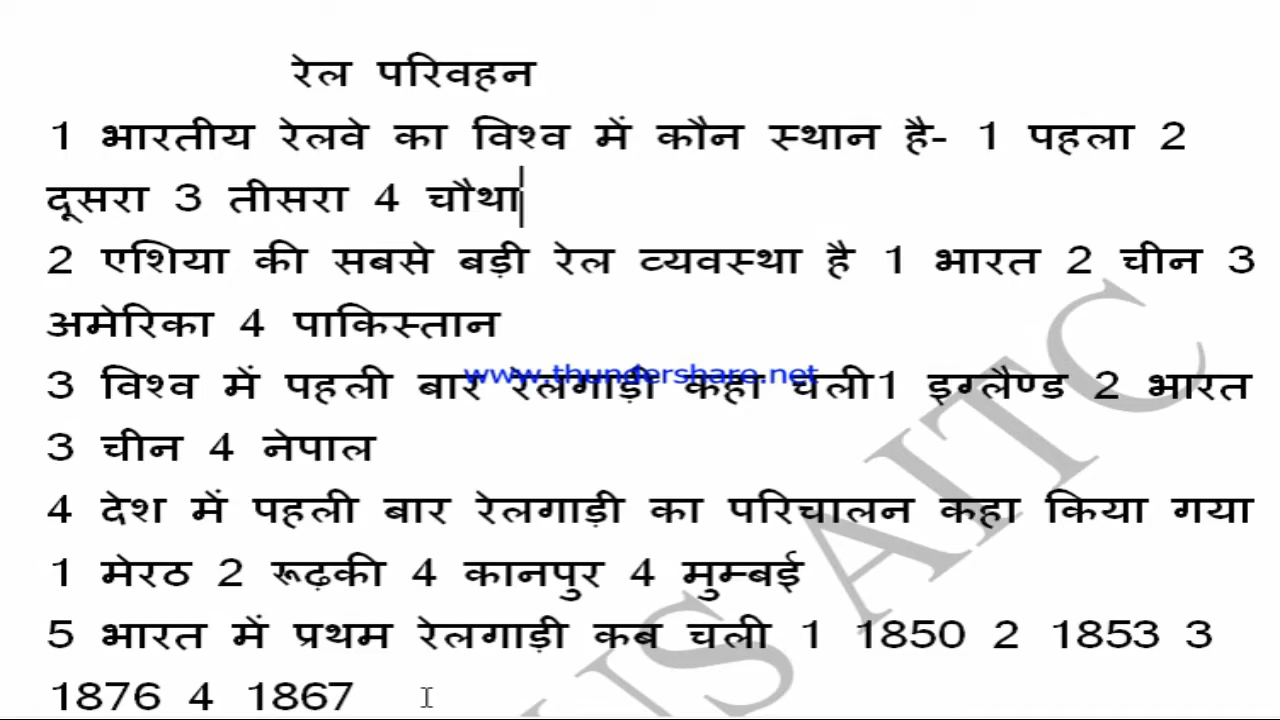 रेल परिवहन
1 भारतीय रेलवे का विश्व में कौन स्थान है- 1 पहला 2
दूसरा 3 तीसरा 4 चौथा
2 एशिया की सबसे बड़ी रेल व्यवस्था है 1 भारत 2 चीन 3
अमेरिका 4 पाकिस्तान
www.thundershare.net
3 विश्व में पहली बार रेलगाड़ी कहा चली1 इग्लैण्ड 2 भारत
3 चीन 4 नेपाल
4 देश में पहली बार रेलगाड़ी का परिचालन कहा किया गया
1 मेरठ 2 रूढ़की 4 कानपुर 4 मुम्बई
5 भारत में प्रथम रेलगाड़ी कब चली 1 1850 2 1853 3
1876 4 1867
US AITC